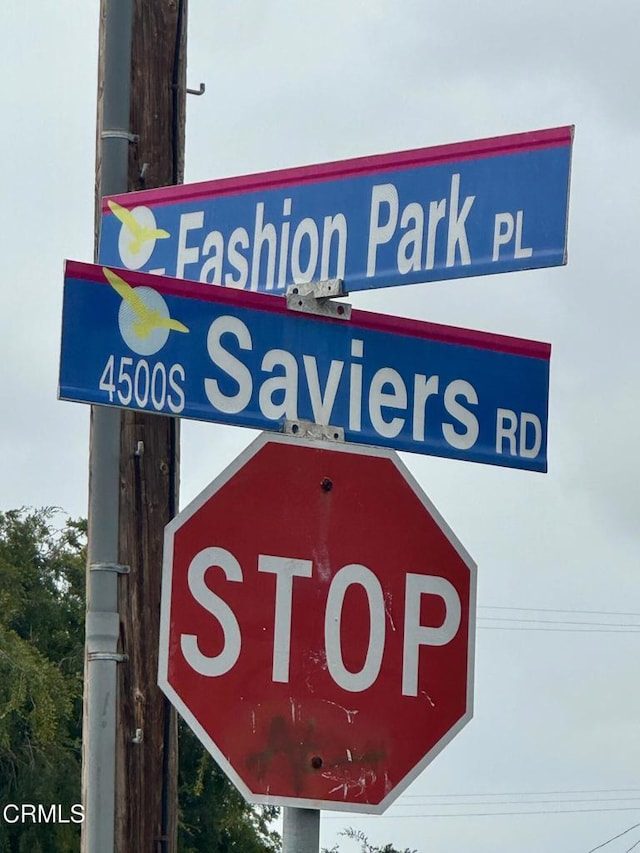 Fashion Park PL
4500S Saviers RD
STOP
CRMLS